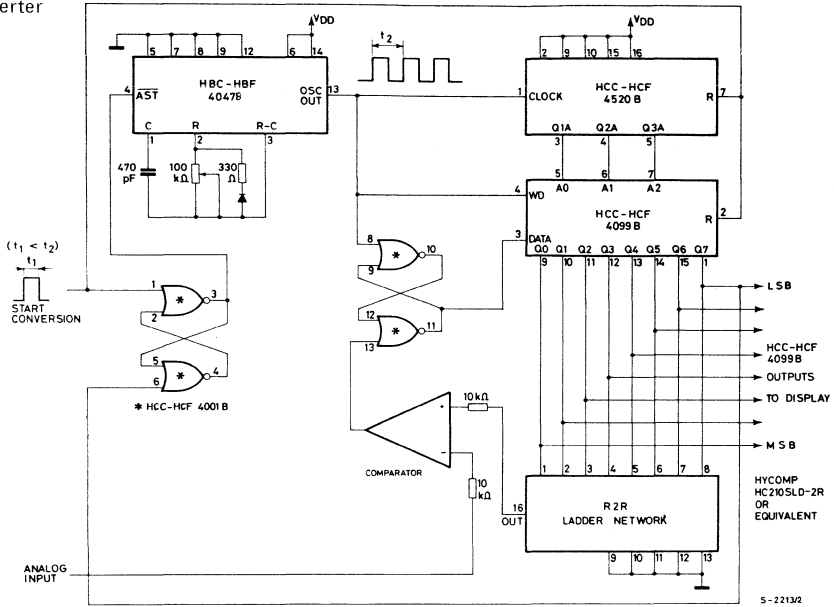 erter
VDD
VDD
t2
5 7 8 9 12 6 14
2 9 10 15 16
HBC-HBF
4047B
4 AST
OSC OUT 13
C R R-C
1 2 3
HCC-HCF
4520 B
1 CLOCK
R 7
Q1A Q2A Q3A
3 4 5
470 pF
100 kΩ
330 Ω
5 6 7
A0 A1 A2
4 WD
HCC-HCF
4099B
R 2
3 DATA
Q0 Q1 Q2 Q3 Q4 Q5 Q6 Q7
9 10 11 12 13 14 15 1
(t1 < t2)
t1
START
CONVERSION
1
2
* 3
5
6
* 4
* HCC-HCF 4001 B
8
9
* 10
12
13
* 11
LSB
HCC-HCF
4099 B
OUTPUTS
TO DISPLAY
MSB
10kΩ
+
-
COMPARATOR
10 kΩ
1 2 3 4 5 6 7 8
16
OUT
R2R
LADDER NETWORK
9 10 11 12 13
HYCOMP
HC210SLD-2R
OR
EQUIVALENT
ANALOG
INPUT
S-2213/2